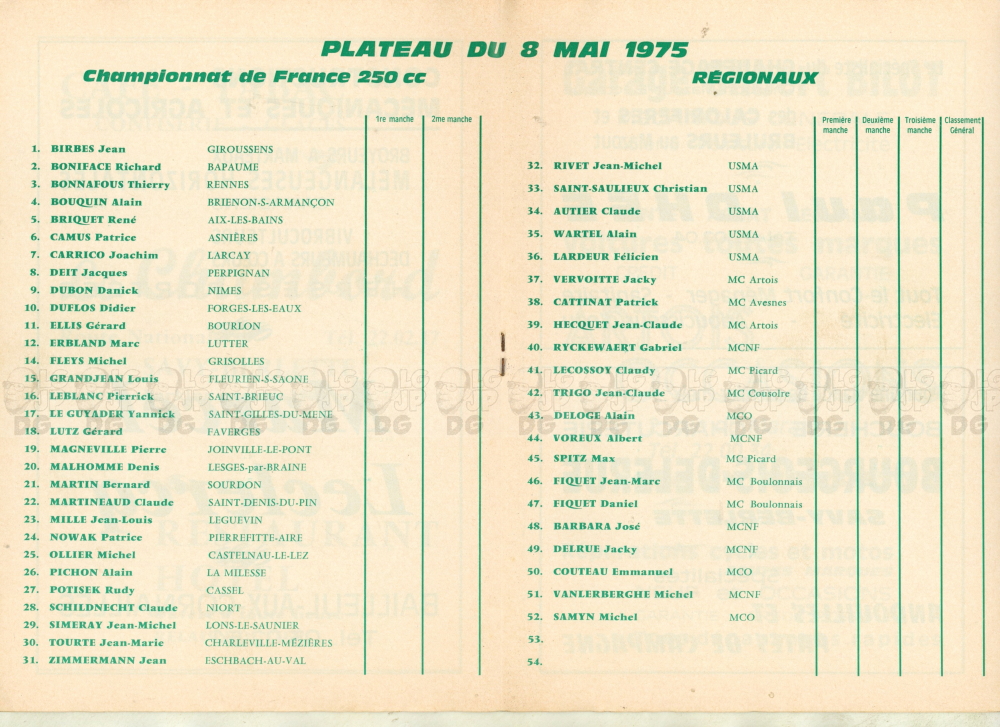 PLATEAU DU 8 MAI 1975
Championnat de France 250 cc
1re manche 2me manche
1. BIRBES Jean GIROUSSENS
2. BONIFACE Richard BAPAUME
3. BONNAFOUS Thierry RENNES
4. BOUQUIN Alain BRIENON-S-ARMANÇON
5. BRIQUET René AIX-LES-BAINS
6. CAMUS Patrice ASNIÈRES
7. CARRICO Joachim LARCAY
8. DEIT Jacques PERPIGNAN
9. DUBON Danick NIMES
10. DUFLOS Didier FORGES-LES-EAUX
11. ELLIS Gérard BOURLON
12. ERBLAND Marc LUTTER
14. FLEYS Michel GRISOLLES
15. GRANDJEAN Louis FLEURIEN-S-SAONE
16. LEBLANC Pierrick SAINT-BRIEUC
17. LE GUYADER Yannick SAINT-GILLES-DU-MENE
18. LUTZ Gérard FAVERGES
19. MAGNEVILLE Pierre JOINVILLE-LE-PONT
20. MALHOMME Denis LESGES-par-BRAINE
21. MARTIN Bernard SOURDON
22. MARTINEAUD Claude SAINT-DENIS-DU-PIN
23. MILLE Jean-Louis LEGUEVIN
24. NOWAK Patrice PIERREFITTE-AIRE
25. OLLIER Michel CASTELNAU-LE-LEZ
26. PICHON Alain LA MILESSE
27. POTISEK Rudy CASSEL
28. SCHILDNECHT Claude NIORT
29. SIMERAY Jean-Michel LONS-LE-SAUNIER
30. TOURTE Jean-Marie CHARLEVILLE-MÉZIÈRES
31. ZIMMERMANN Jean ESCHBACH-AU-VAL
RÉGIONAUX
Première manche Deuxième manche Troisième manche Classement Général
32. RIVET Jean-Michel USMA
33. SAINT-SAULIEUX Christian USMA
34. AUTIER Claude USMA
35. WARTEL Alain USMA
36. LARDEUR Félicien USMA
37. VERVOITTE Jacky MC Artois
38. CATTINAT Patrick MC Avesnes
39. HECQUET Jean-Claude MC Artois
40. RYCKEWAERT Gabriel MCNF
41. LECOSSOY Claudy MC Picard
42. TRIGO Jean-Claude MC Cousolre
43. DELOGE Alain MCO
44. VOREUX Albert MCNF
45. SPITZ Max MC Picard
46. FIQUET Jean-Marc MC Boulonnais
47. FIQUET Daniel MC Boulonnais
48. BARBARA José MCNF
49. DELRUE Jacky MCNF
50. COUTEAU Emmanuel MCO
51. VANLERBERGHE Michel MCNF
52. SAMYN Michel MCO
53.
54.